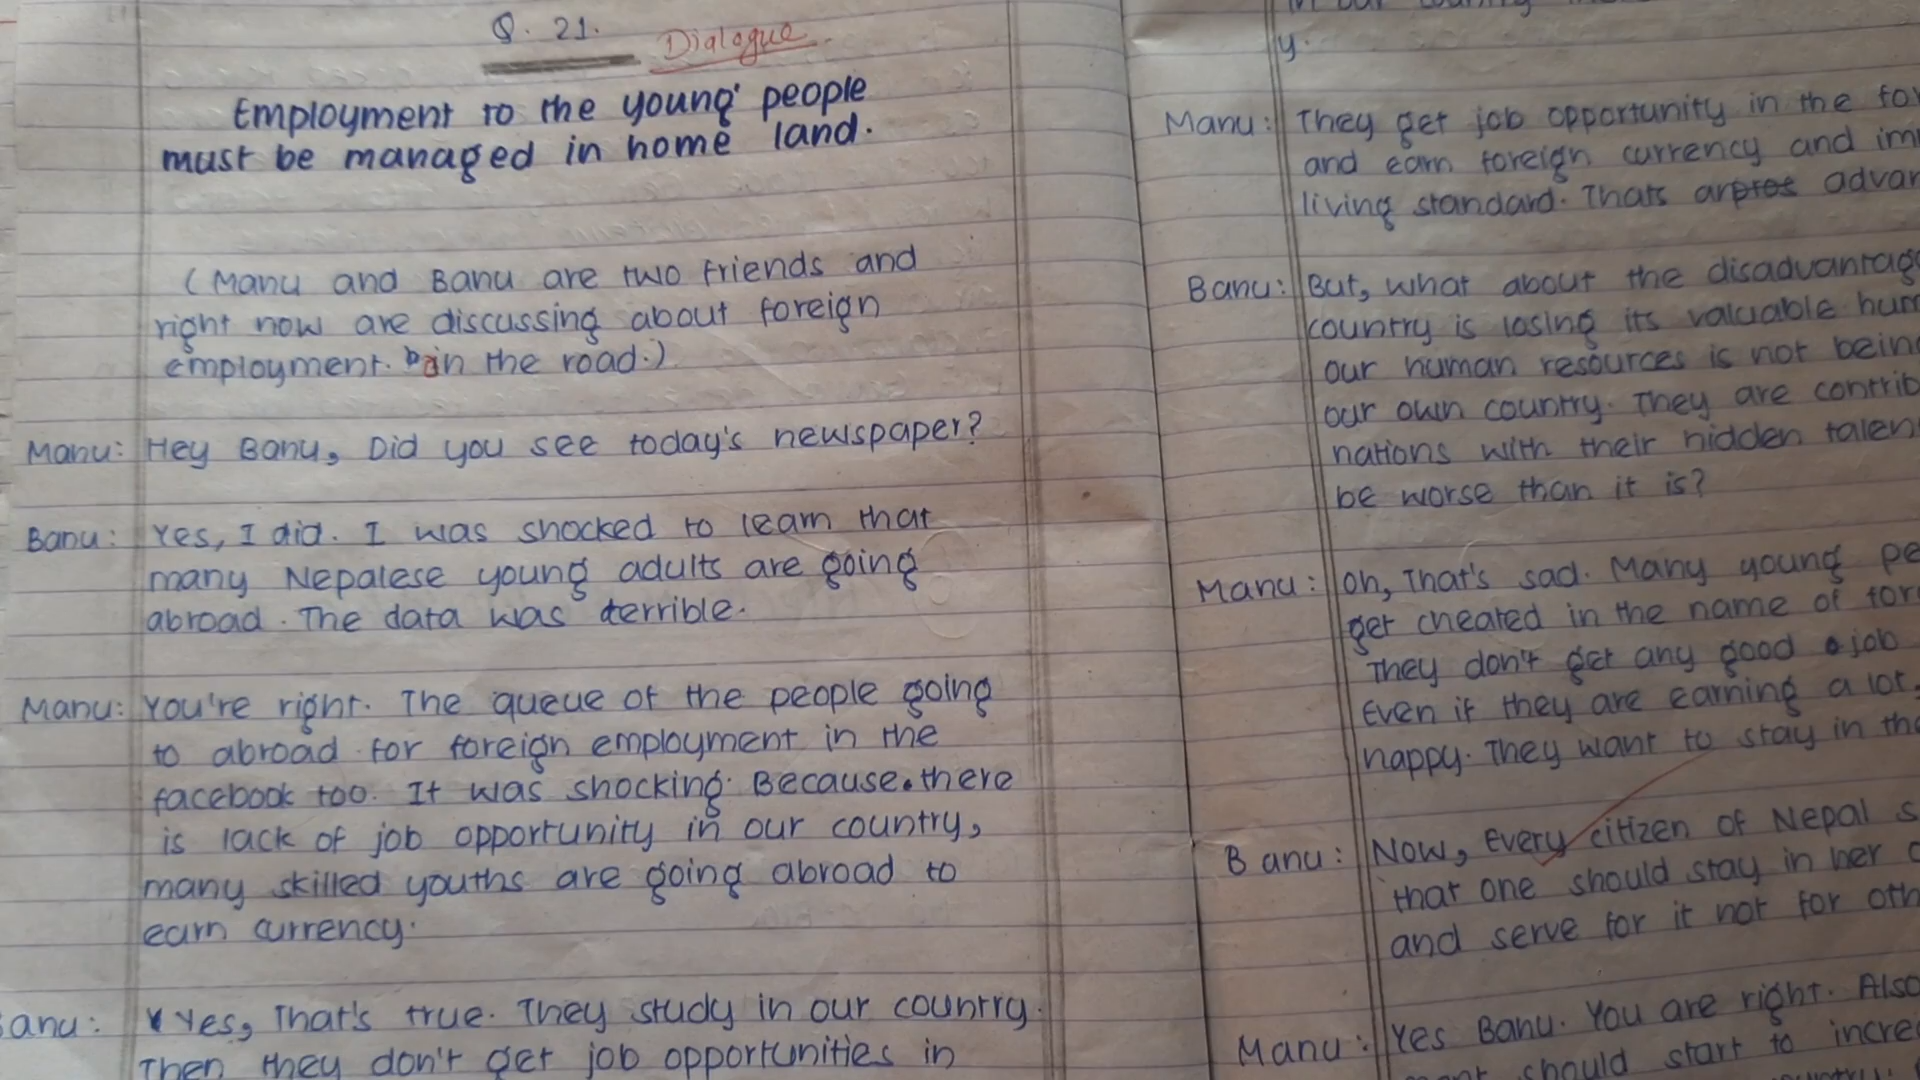 Q. 21.
Dialogue
Employment to the young people
must be managed in home land.
(Manu and Banu are two friends and
right now are discussing about foreign
employment. in the road.)
Manu: Hey Banu, Did you see today's newspaper?
Banu: Yes, I did. I was shocked to learn that
many Nepalese young adults are going
abroad. The data was terrible.
Manu: You're right. The queue of the people going
to abroad for foreign employment in the
facebook too. It was shocking. Because there
is lack of job opportunity in our country,
many skilled youths are going abroad to
earn currency.
anu: Yes, That's true. They study in our country.
Then they don't get job opportunities in
y.
Manu: They get job opportunity in the
and earn foreign currency and
living standard. Thats
Banu: But, what about the
country is losing its valuable
our human resources is not
our own country. They are
nations with their hidden
be worse than it is?
Manu: Oh, That's sad. Many young
get cheated in the name of
They don't get any good job
Even if they are earning a lot,
happy. They want to stay in
Banu: Now, Every citizen of Nepal
that one should stay in her
and serve for it not for
Manu: Yes Banu. You are right. Also
should start to